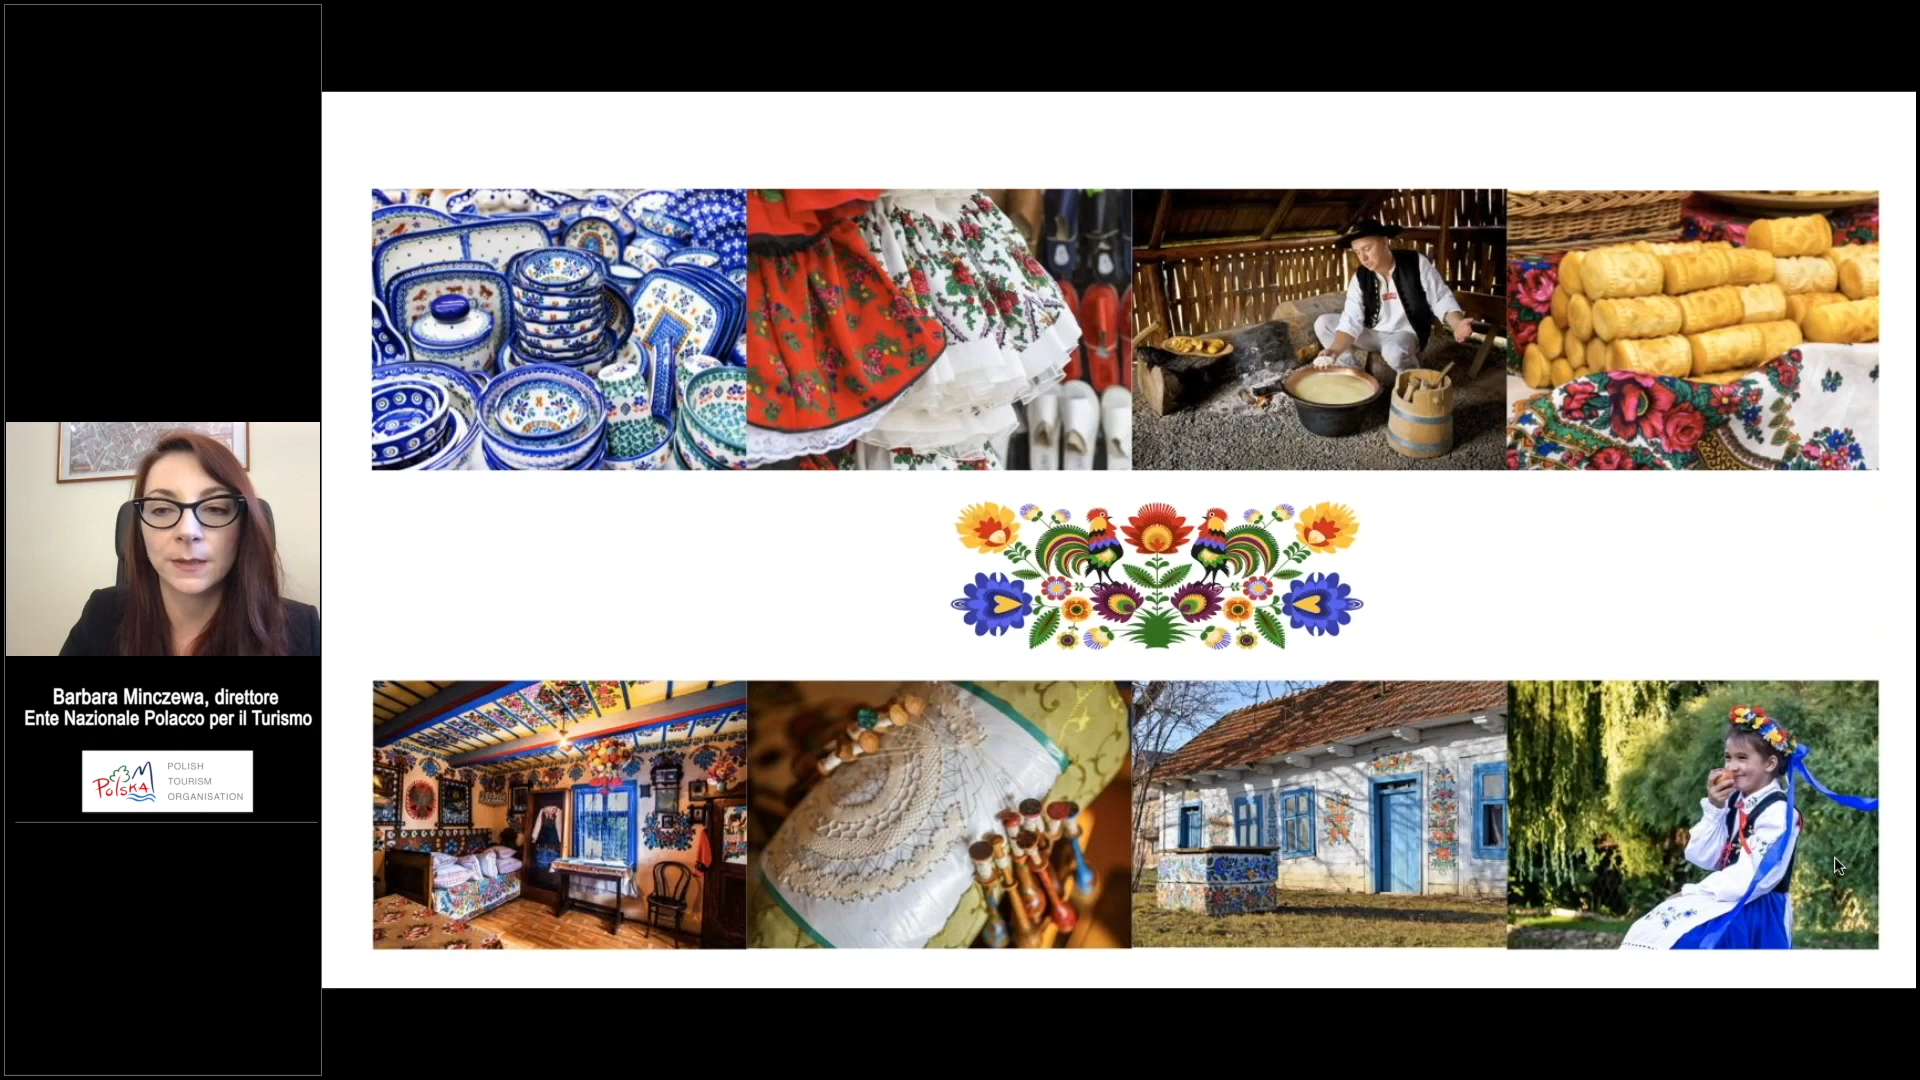 Barbara Minczewa, direttore
Ente Nazionale Polacco per il Turismo
POLSKA
POLISH
TOURISM
ORGANISATION